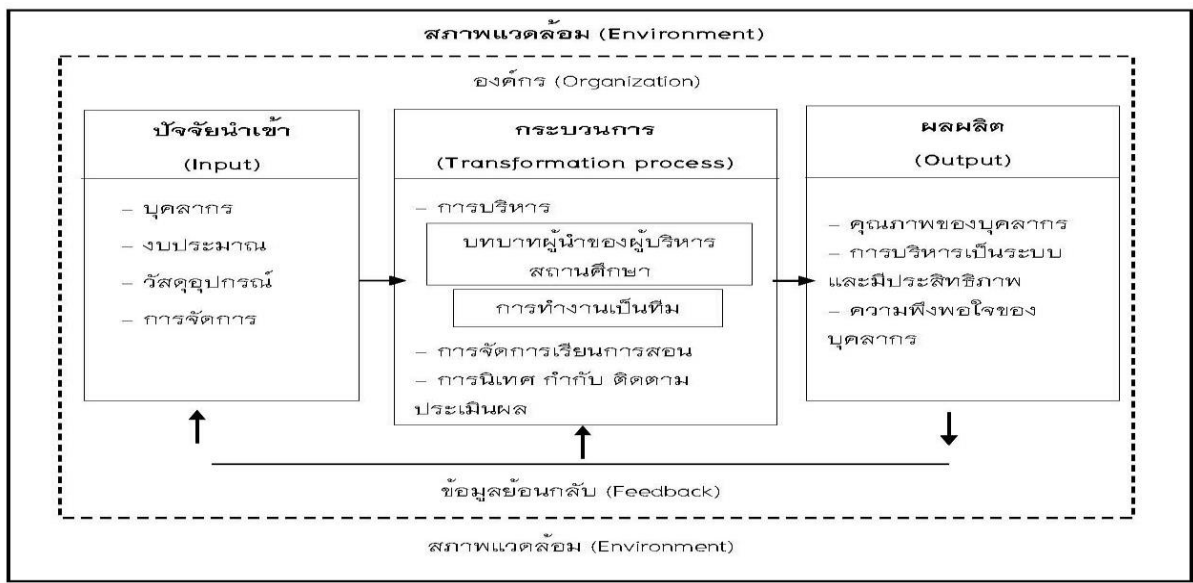 สภาพแวดล้อม (Environment)
องค์กร (Organization)
ปัจจัยนำเข้า
(Input)
– บุคลากร
– งบประมาณ
– วัสดุอุปกรณ์
– การจัดการ
กระบวนการ
(Transformation process)
– การบริหาร
บทบาทผู้นำของผู้บริหาร
สถานศึกษา
การทำงานเป็นทีม
– การจัดการเรียนการสอน
– การนิเทศ กำกับ ติดตาม
ประเมินผล
ผลผลิต
(Output)
– คุณภาพของบุคลากร
– การบริหารเป็นระบบ
และมีประสิทธิภาพ
– ความพึงพอใจของ
บุคลากร
ข้อมูลย้อนกลับ (Feedback)
สภาพแวดล้อม (Environment)